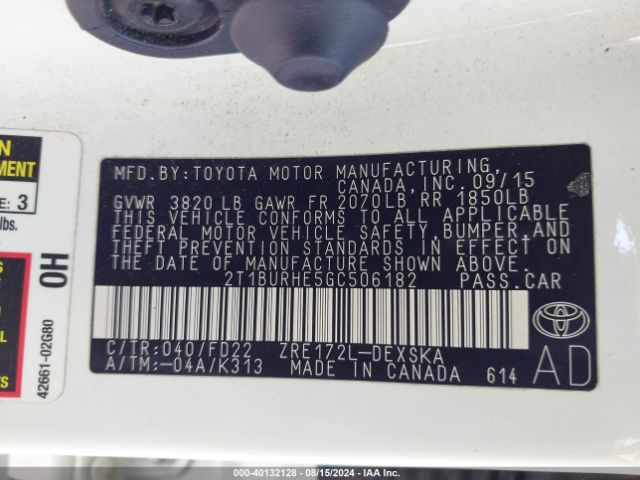 MFD.BY:TOYOTA MOTOR MANUFACTURING,
CANADA, INC. 09/15
GVWR 3820 LB GAWR FR 2070LB RR 1850LB
THIS VEHICLE CONFORMS TO ALL APPLICABLE
FEDERAL MOTOR VEHICLE SAFETY, BUMPER AND
THEFT PREVENTION STANDARDS IN EFFECT ON
THE DATE OF MANUFACTURE SHOWN ABOVE.
2T1BURHE5GC506182 PASS.CAR
C/TR:040/FD22 ZRE172L-DEXSKA
A/TM:-04A/K313 MADE IN CANADA 614
AD
MENT
E: 3
lbs.
OH
42661-02G80
000-40132128 - 08/15/2024 - IAA Inc.